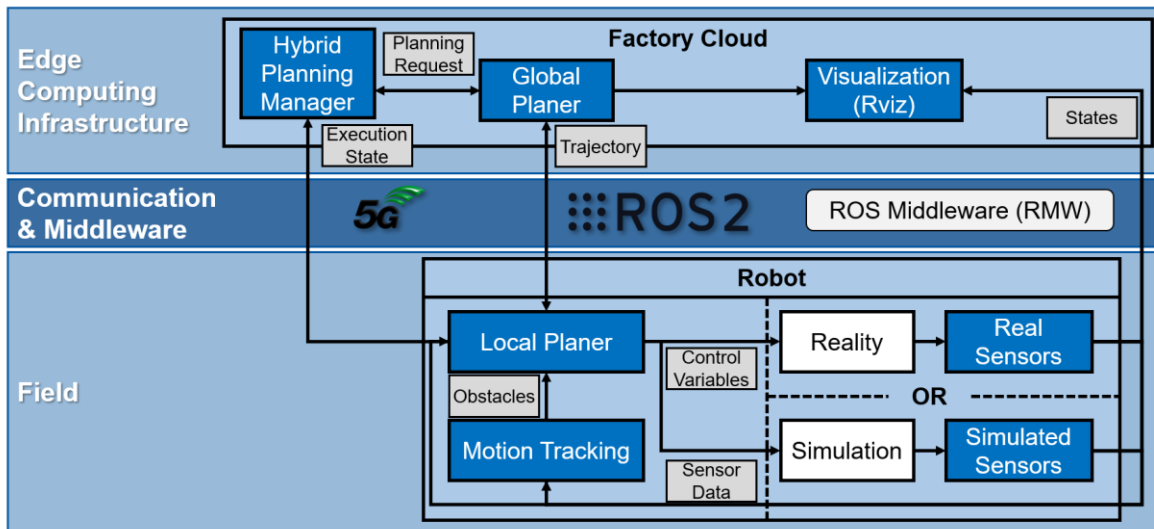 Edge
Computing
Infrastructure
Factory Cloud
Hybrid
Planning
Manager
Planning
Request
Global
Planer
Visualization
(Rviz)
Execution
State
Trajectory
States
Communication
& Middleware
5G
ROS2
ROS Middleware (RMW)
Field
Robot
Local Planer
Control
Variables
Reality
Real
Sensors
Obstacles
OR
Motion Tracking
Sensor
Data
Simulation
Simulated
Sensors